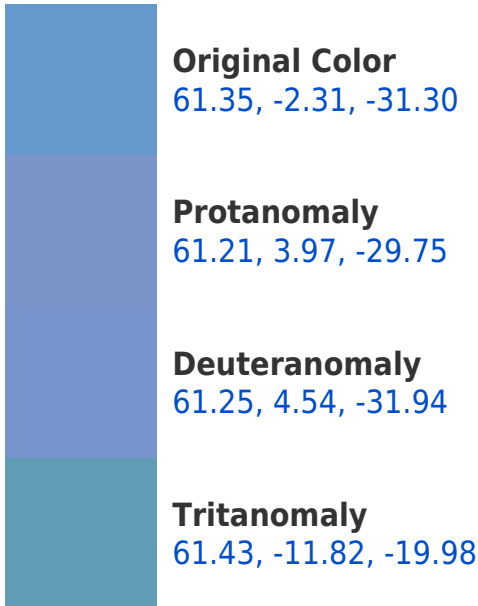 Original Color
61.35, -2.31, -31.30
Protanomaly
61.21, 3.97, -29.75
Deuteranomaly
61.25, 4.54, -31.94
Tritanomaly
61.43, -11.82, -19.98